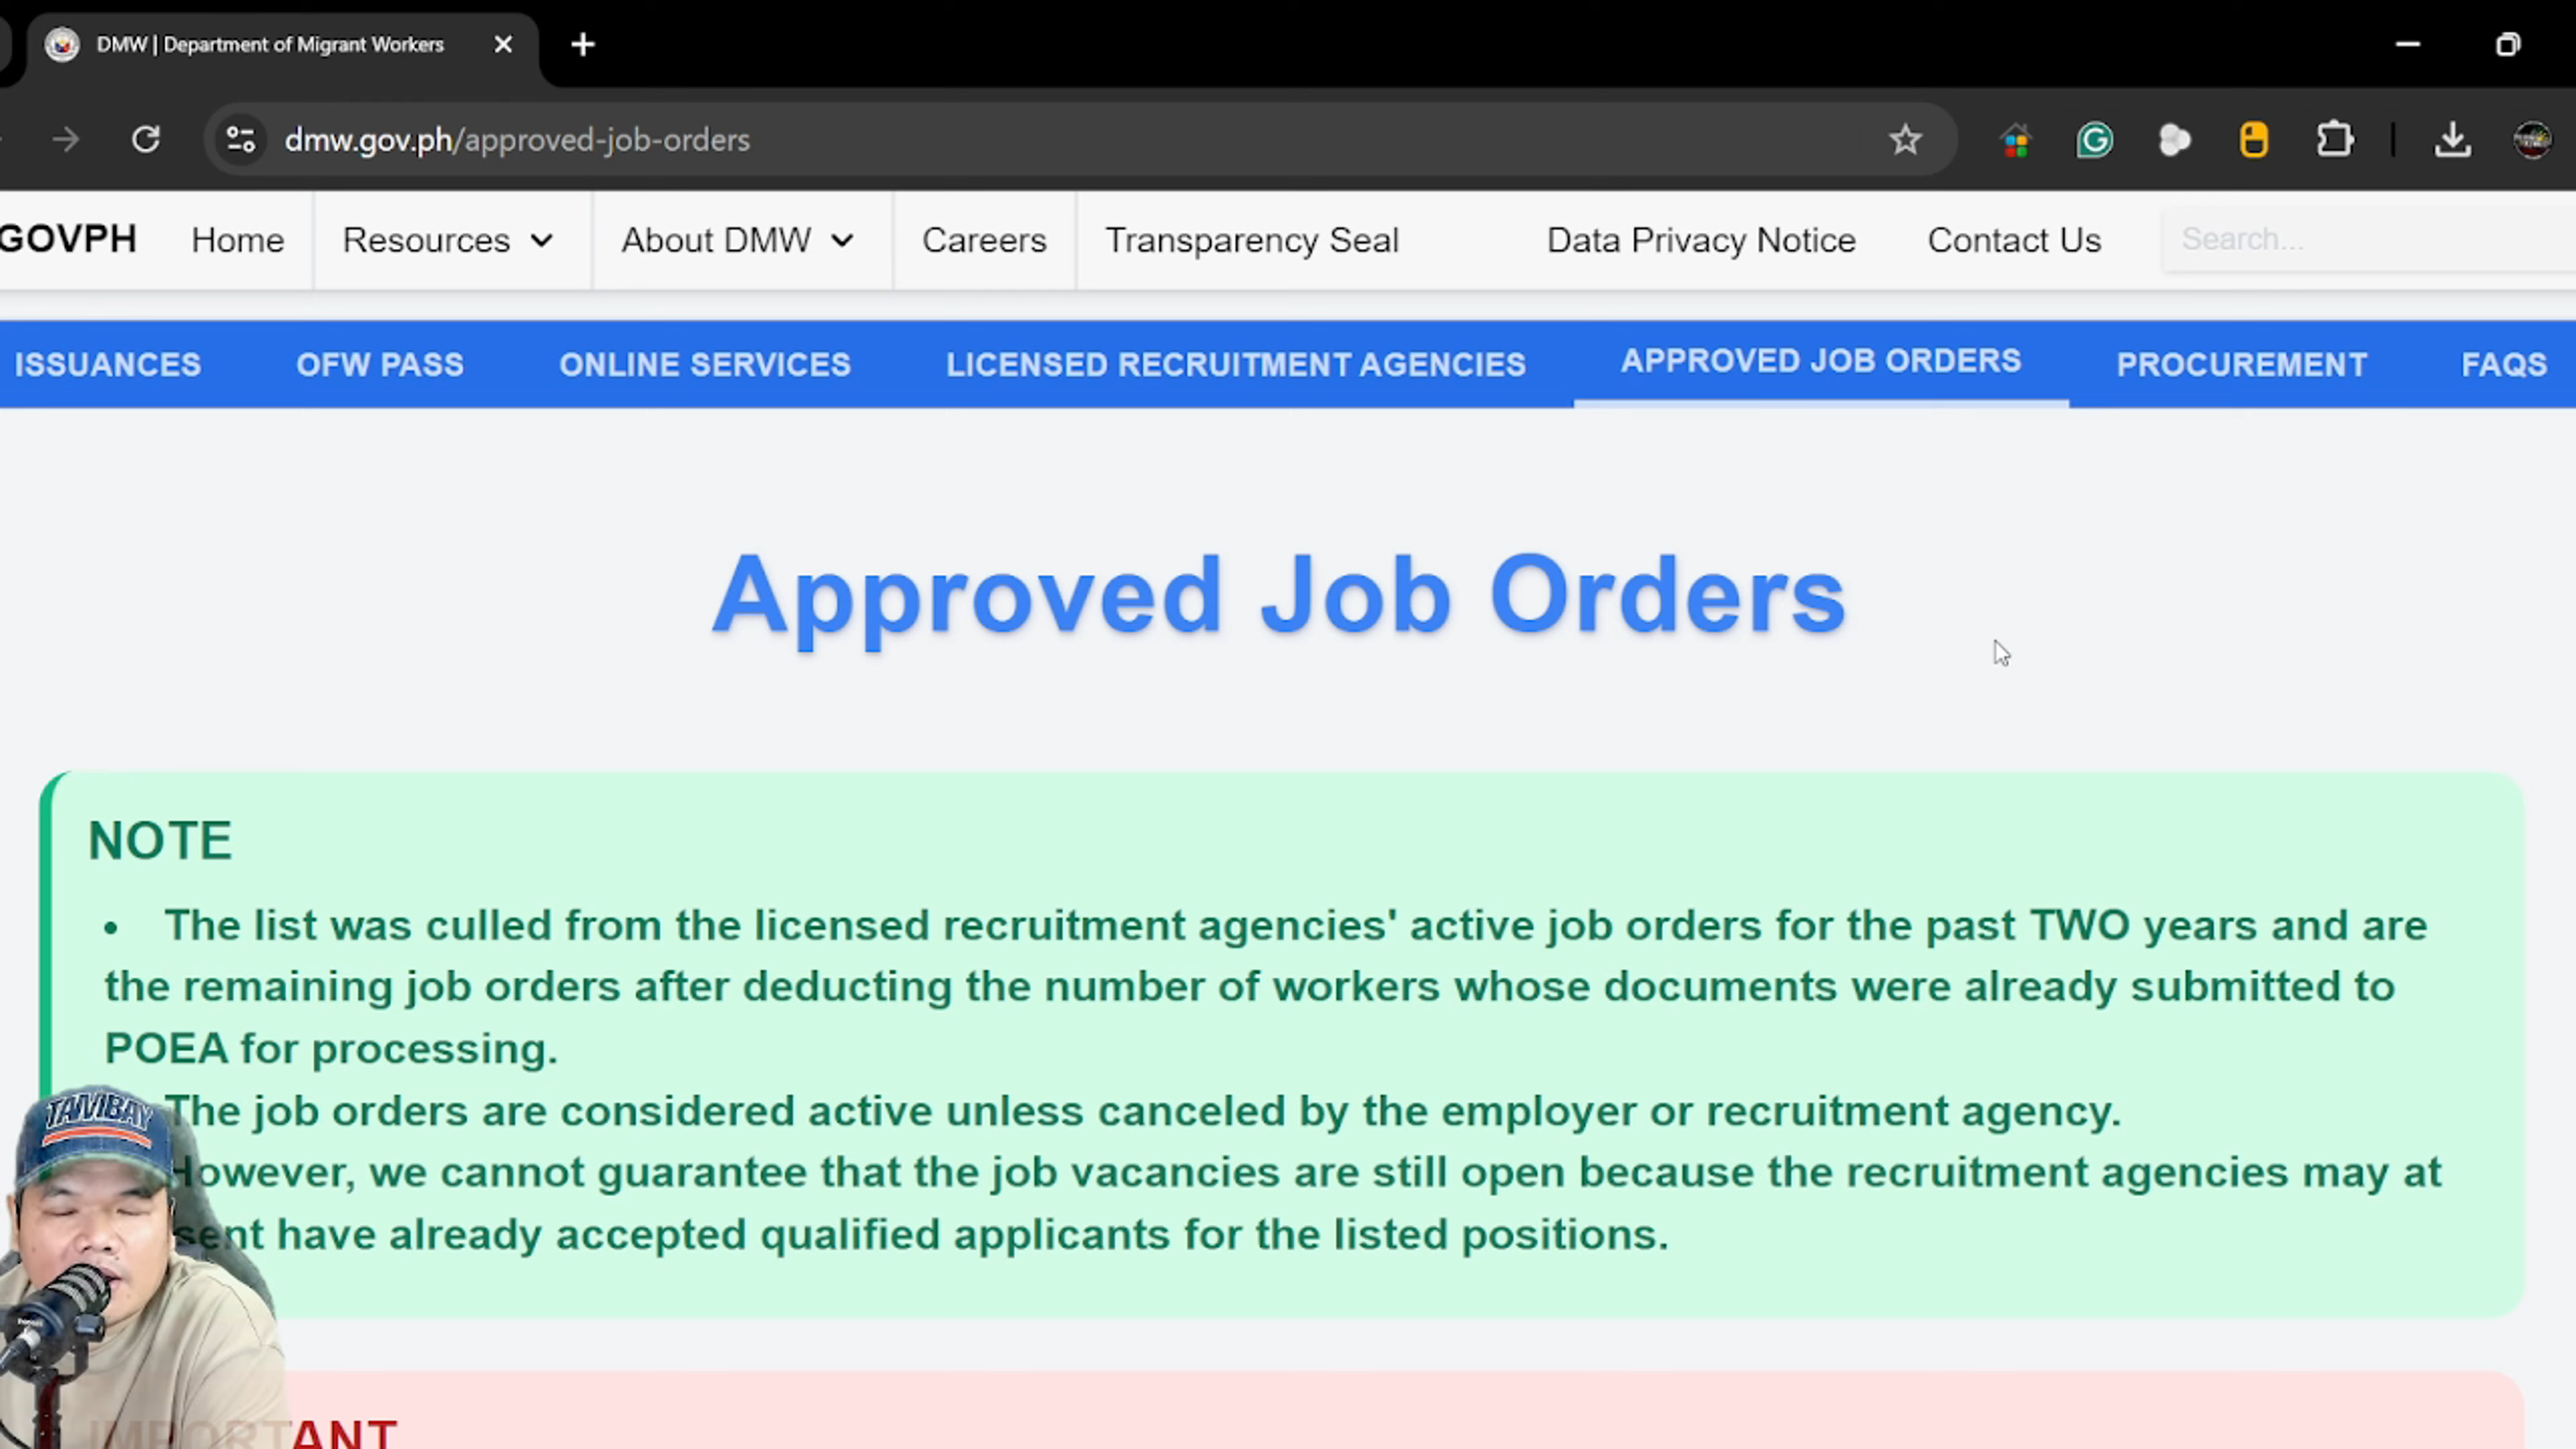 DMW | Department of Migrant Workers
dmw.gov.ph/approved-job-orders
GOVPH Home Resources About DMW Careers Transparency Seal Data Privacy Notice Contact Us Search...
ISSUANCES OFW PASS ONLINE SERVICES LICENSED RECRUITMENT AGENCIES APPROVED JOB ORDERS PROCUREMENT FAQS
Approved Job Orders
NOTE
• The list was culled from the licensed recruitment agencies' active job orders for the past TWO years and are
the remaining job orders after deducting the number of workers whose documents were already submitted to
POEA for processing.
The job orders are considered active unless canceled by the employer or recruitment agency.
However, we cannot guarantee that the job vacancies are still open because the recruitment agencies may at
sent have already accepted qualified applicants for the listed positions.
TAMBAY
IMPORTANT